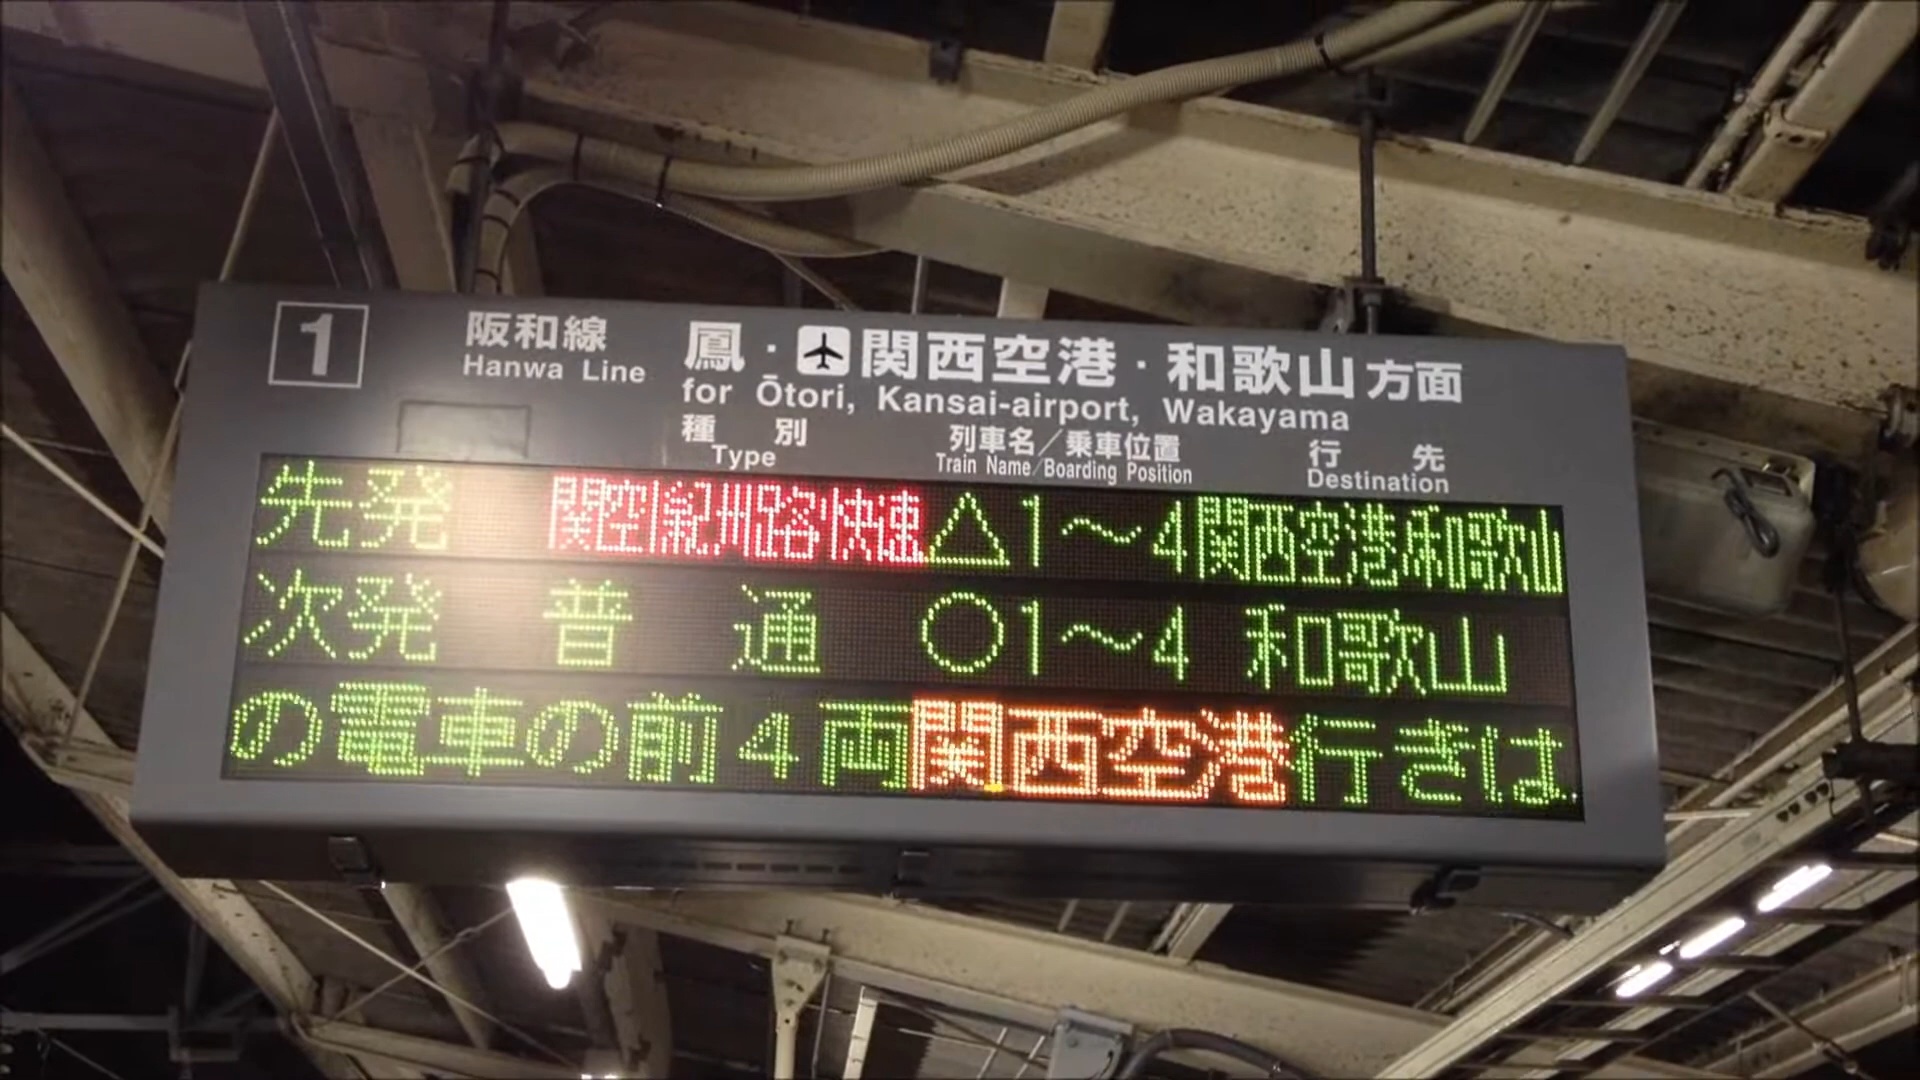 1 阪和線 鳳・関西空港・和歌山方面
Hanwa Line for Ōtori, Kansai-airport, Wakayama
種別 列車名/乗車位置 行先
Type Train Name/Boarding Position Destination
先発 関空紀州路快速 △1〜4 関西空港和歌山
次発 普通 ○1〜4 和歌山
の電車の前4両関西空港行きは